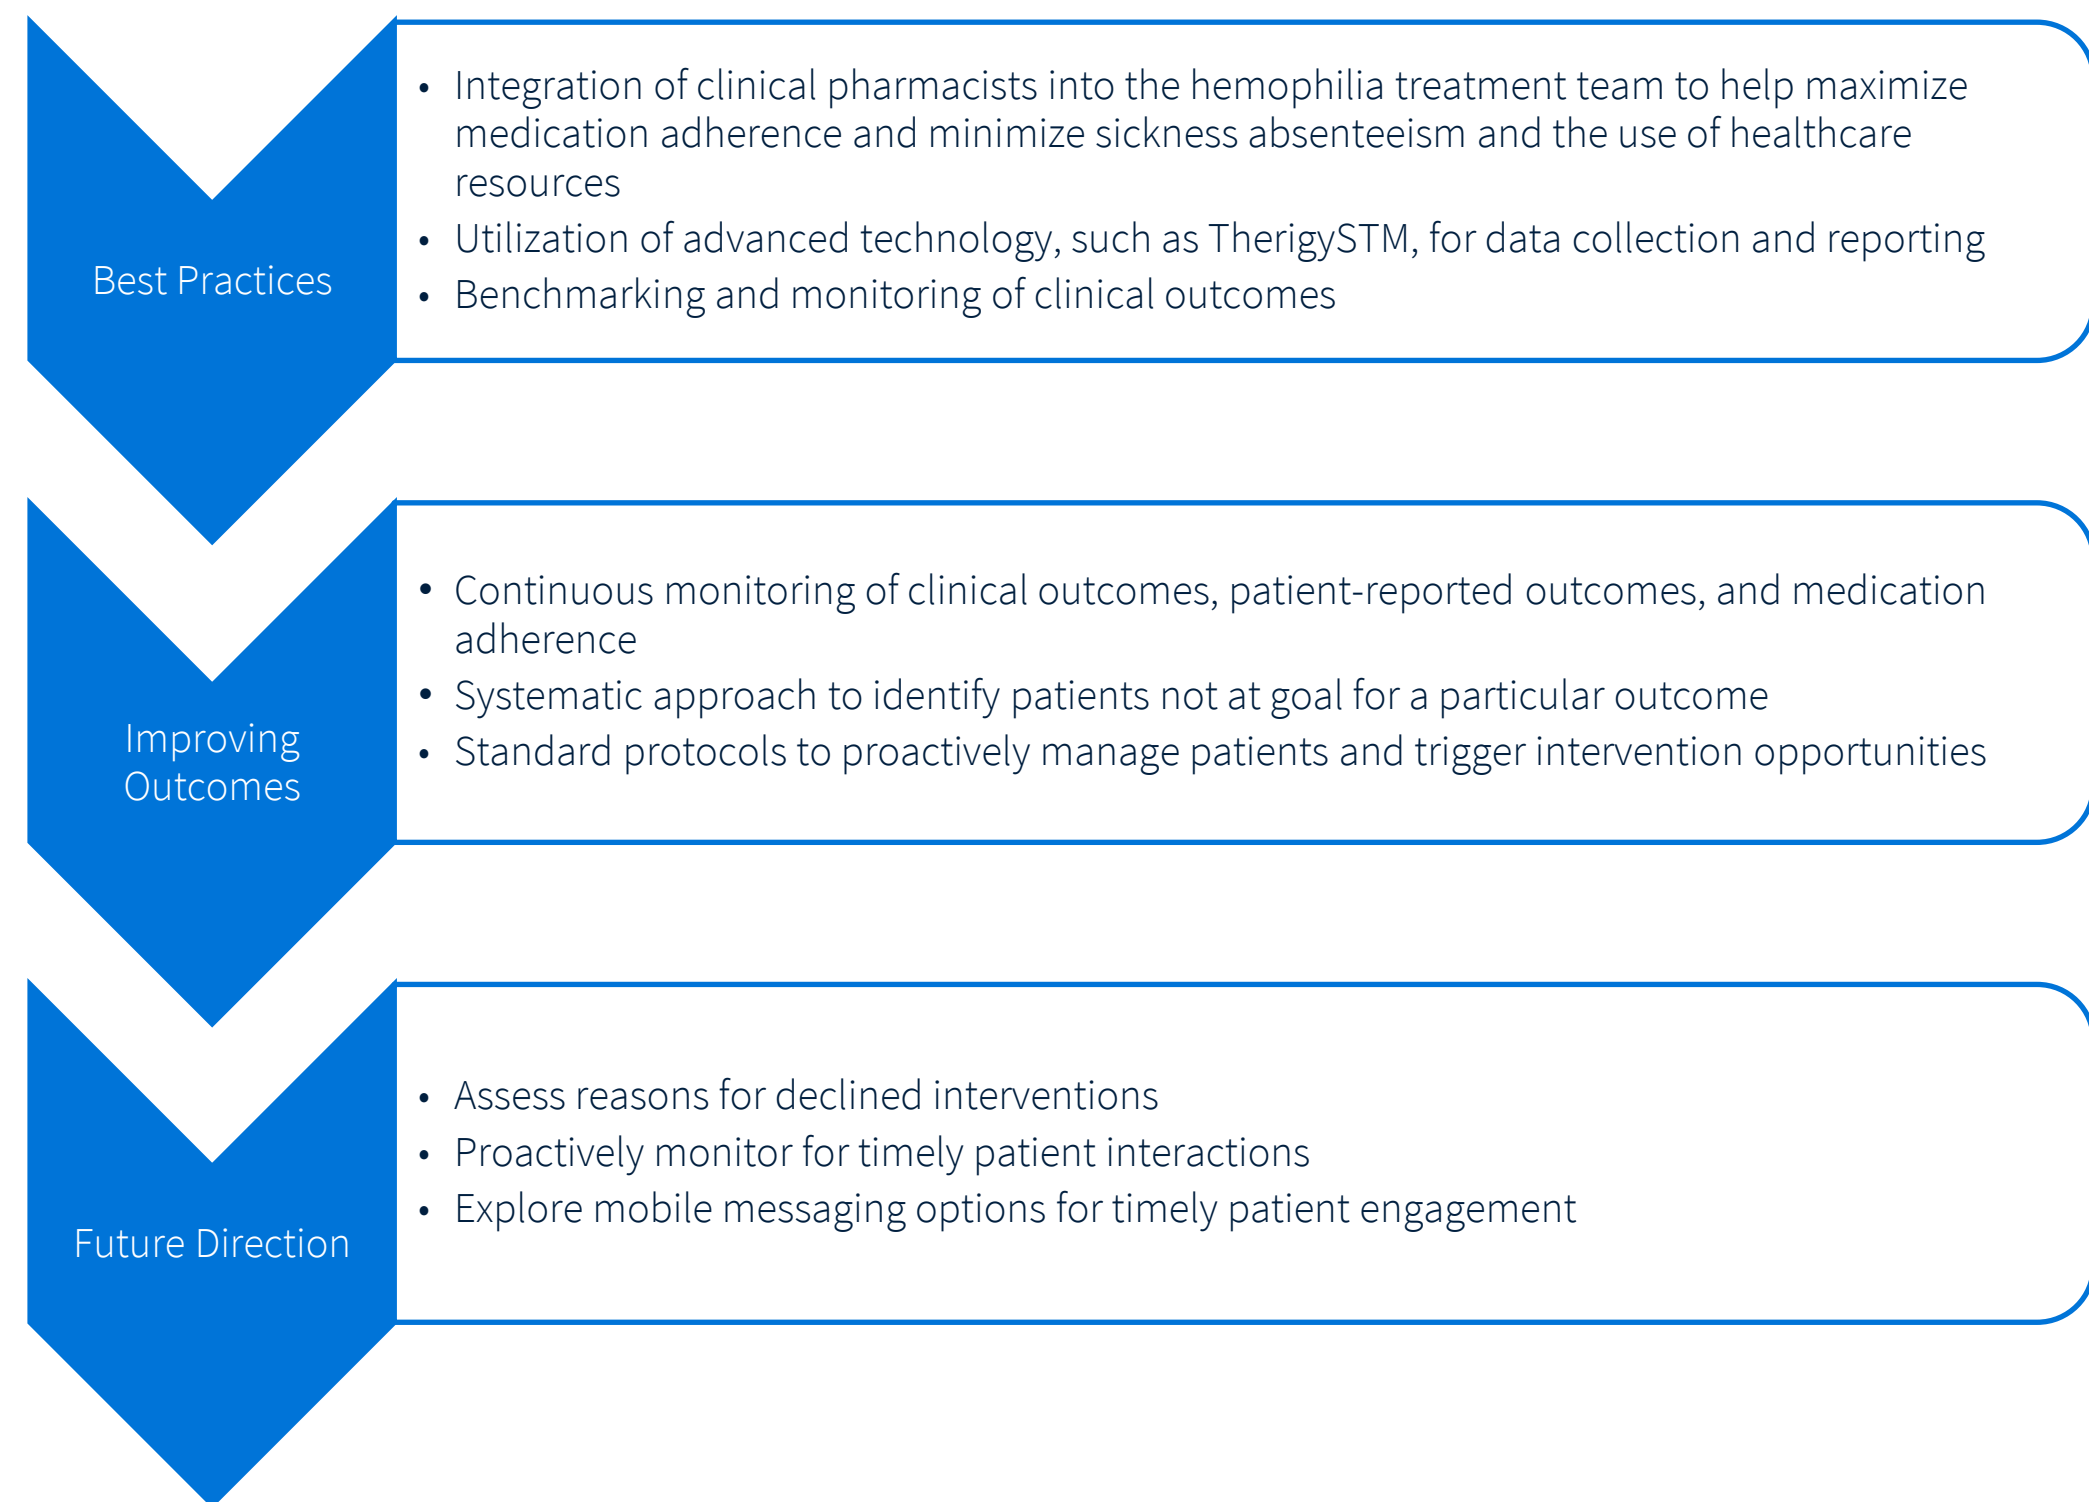 Best Practices
• Integration of clinical pharmacists into the hemophilia treatment team to help maximize
medication adherence and minimize sickness absenteeism and the use of healthcare
resources
• Utilization of advanced technology, such as TherigySTM, for data collection and reporting
• Benchmarking and monitoring of clinical outcomes
Improving
Outcomes
• Continuous monitoring of clinical outcomes, patient-reported outcomes, and medication
adherence
• Systematic approach to identify patients not at goal for a particular outcome
• Standard protocols to proactively manage patients and trigger intervention opportunities
Future Direction
• Assess reasons for declined interventions
• Proactively monitor for timely patient interactions
• Explore mobile messaging options for timely patient engagement